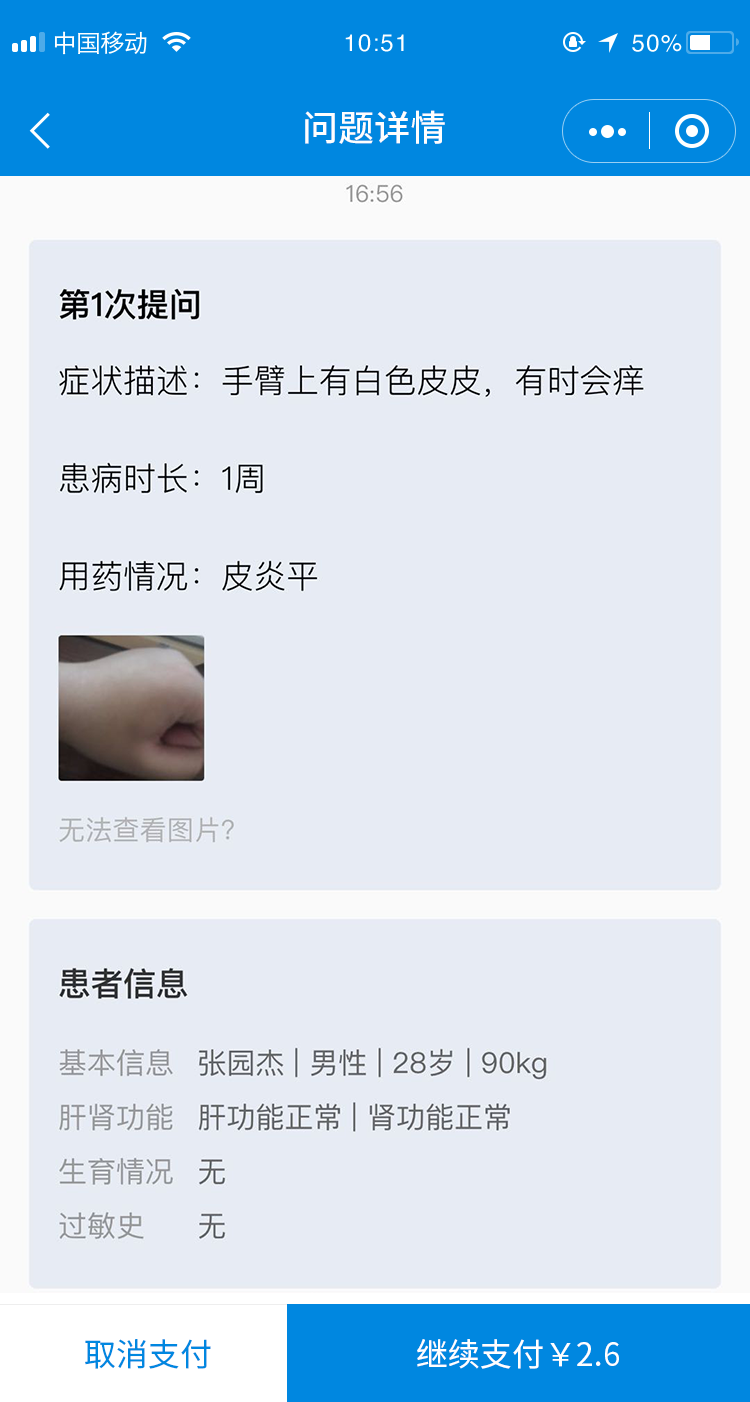 中国移动 10:51 50%
问题详情
16:56
第1次提问
症状描述：手臂上有白色皮皮，有时会痒
患病时长：1周
用药情况：皮炎平
无法查看图片?
患者信息
基本信息 张园杰 | 男性 | 28岁 | 90kg
肝肾功能 肝功能正常 | 肾功能正常
生育情况 无
过敏史 无
取消支付 继续支付￥2.6